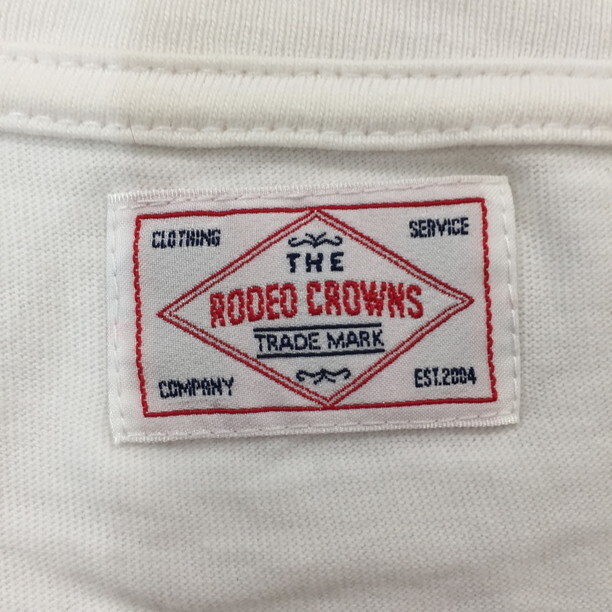 CLOTHING SERVICE
THE
RODEO CROWNS
TRADE MARK
COMPANY EST.2004